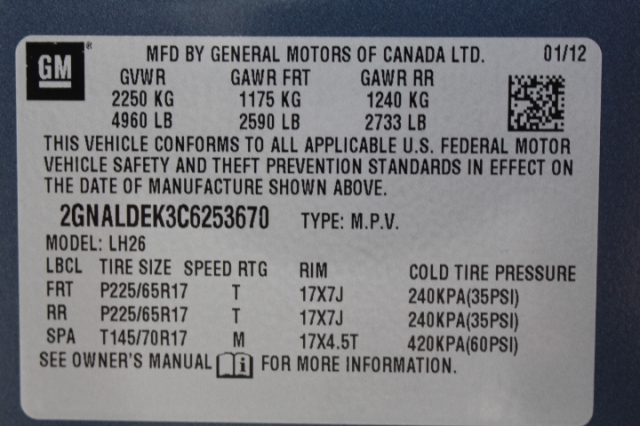 GM ® MFD BY GENERAL MOTORS OF CANADA LTD. 01/12
GVWR GAWR FRT GAWR RR
2250 KG 1175 KG 1240 KG
4960 LB 2590 LB 2733 LB
THIS VEHICLE CONFORMS TO ALL APPLICABLE U.S. FEDERAL MOTOR
VEHICLE SAFETY AND THEFT PREVENTION STANDARDS IN EFFECT ON
THE DATE OF MANUFACTURE SHOWN ABOVE.
2GNALDEK3C6253670 TYPE: M.P.V.
MODEL: LH26
LBCL TIRE SIZE SPEED RTG RIM COLD TIRE PRESSURE
FRT P225/65R17 T 17X7J 240KPA(35PSI)
RR P225/65R17 T 17X7J 240KPA(35PSI)
SPA T145/70R17 M 17X4.5T 420KPA(60PSI)
SEE OWNER'S MANUAL i FOR MORE INFORMATION.